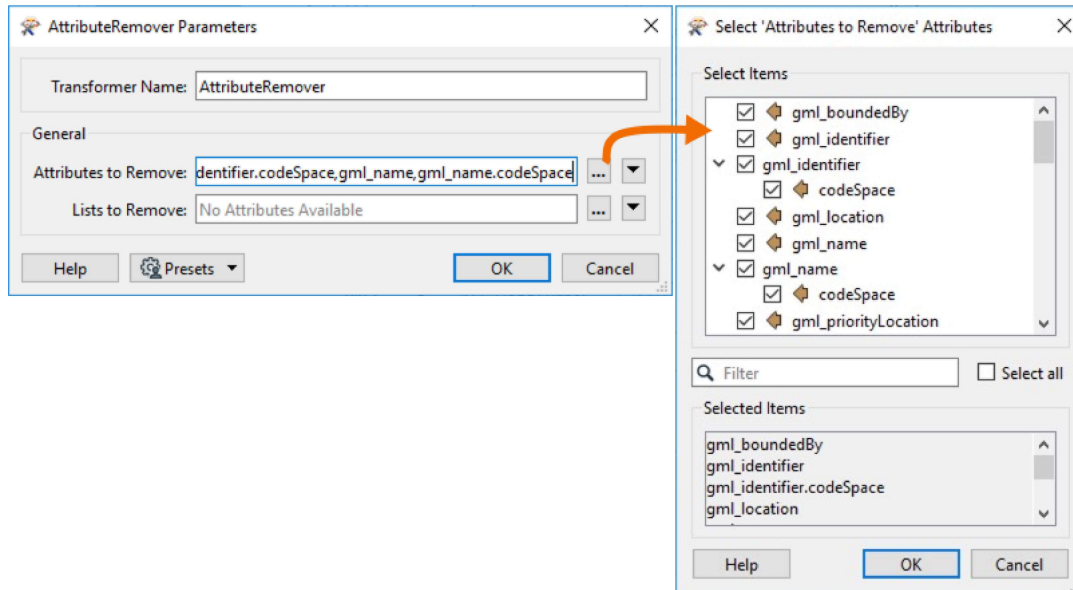 AttributeRemover Parameters
Transformer Name: AttributeRemover
General
Attributes to Remove: dentifier.codeSpace,gml_name,gml_name.codeSpace ...
Lists to Remove: No Attributes Available ...
Help Presets OK Cancel
Select 'Attributes to Remove' Attributes
Select Items
gml_boundedBy
gml_identifier
gml_identifier
codeSpace
gml_location
gml_name
gml_name
codeSpace
gml_priorityLocation
Filter Select all
Selected Items
gml_boundedBy
gml_identifier
gml_identifier.codeSpace
gml_location
Help OK Cancel